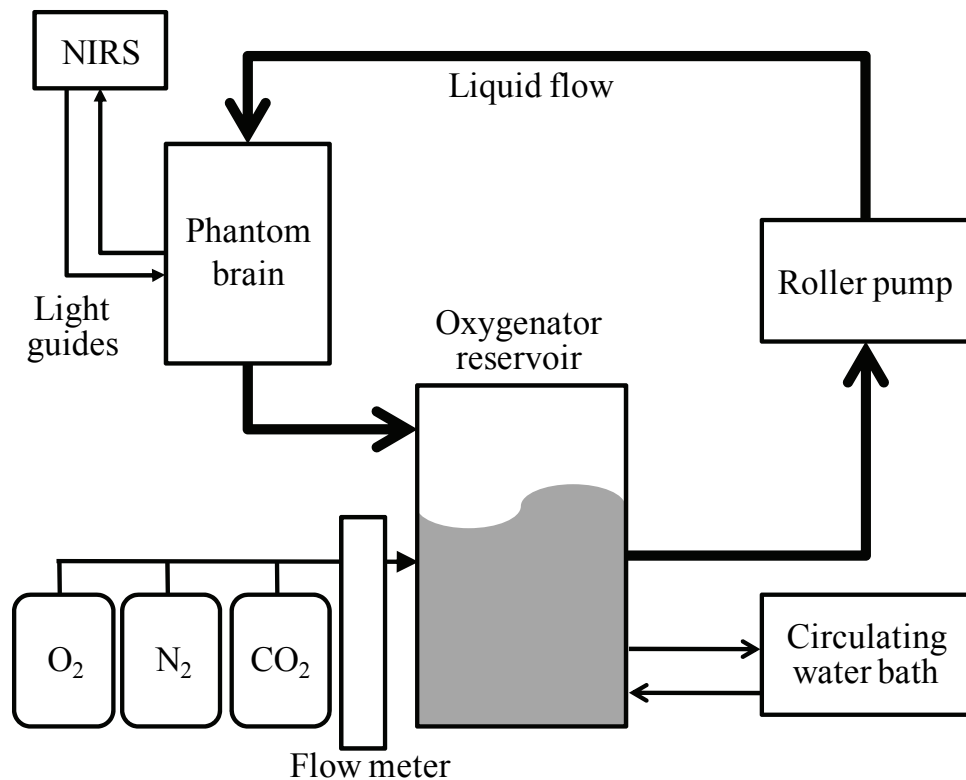 NIRS
Liquid flow
Phantom
brain
Roller pump
Light
guides
Oxygenator
reservoir
O₂
N₂
CO₂
Circulating
water bath
Flow meter